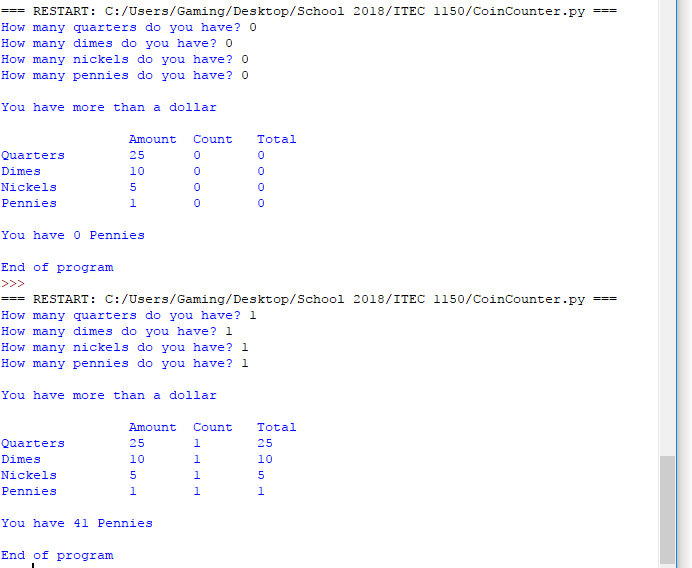 === RESTART: C:/Users/Gaming/Desktop/School 2018/ITEC 1150/CoinCounter.py ===
How many quarters do you have? 0
How many dimes do you have? 0
How many nickels do you have? 0
How many pennies do you have? 0

You have more than a dollar

                Amount  Count   Total
Quarters        25      0       0
Dimes           10      0       0
Nickels         5       0       0
Pennies         1       0       0

You have 0 Pennies

End of program
>>>
=== RESTART: C:/Users/Gaming/Desktop/School 2018/ITEC 1150/CoinCounter.py ===
How many quarters do you have? 1
How many dimes do you have? 1
How many nickels do you have? 1
How many pennies do you have? 1

You have more than a dollar

                Amount  Count   Total
Quarters        25      1       25
Dimes           10      1       10
Nickels         5       1       5
Pennies         1       1       1

You have 41 Pennies

End of program